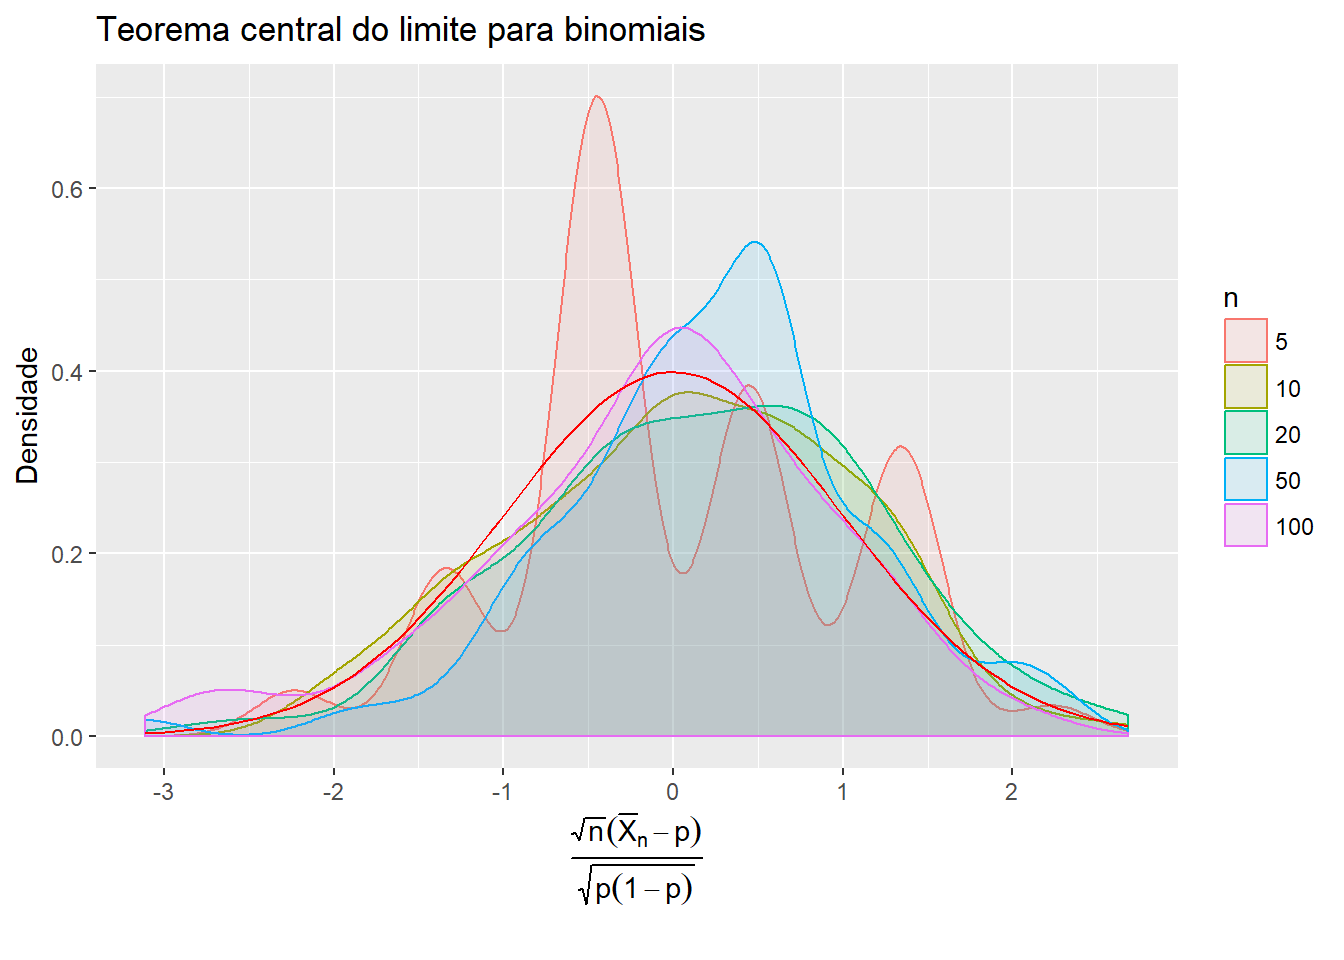 Teorema central do limite para binomiais
Densidade
0.6
0.4
0.2
0.0
-3 -2 -1 0 1 2
√n(X̅n − p)
√p(1 − p)
n
5
10
20
50
100